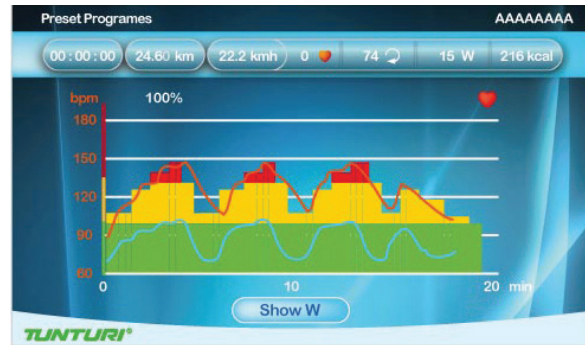 Preset Programes AAAAAAAA
00:00:00 24.60 km 22.2 kmh 0 74 15 W 216 kcal
bpm 100%
180
150
120
90
60
0 10 20 min
Show W
TUNTURI®